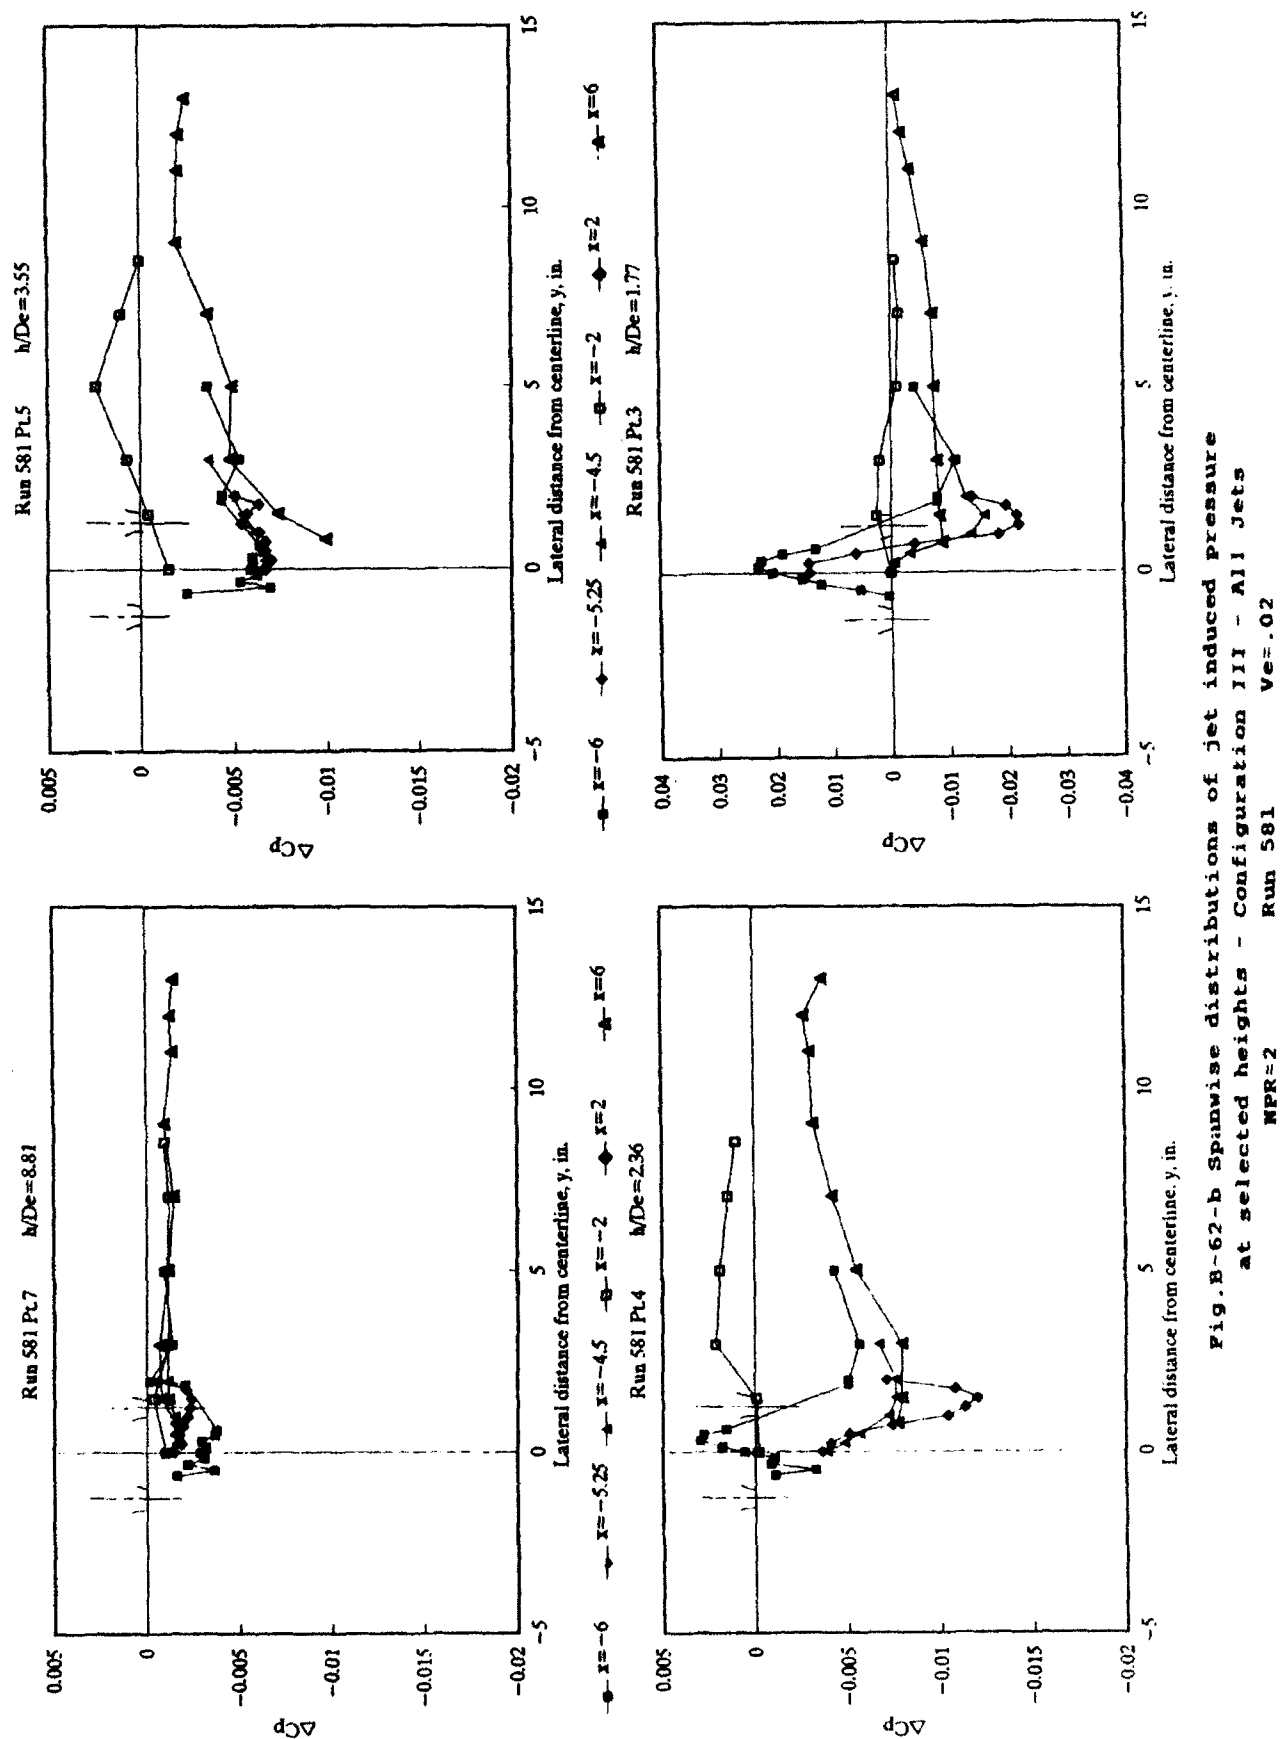 Run 581 Pt.7 h/De=8.81
0.005
0
-0.005
-0.01
-0.015
-0.02
ΔCp
-5
0
5
10
15
Lateral distance from centerline, y, in.
Run 581 Pt.5 h/De=3.55
0.005
0
-0.005
-0.01
-0.015
-0.02
ΔCp
-5
0
5
10
15
Lateral distance from centerline, y, in.
x=-6 x=-5.25 x=-4.5 x=-2 x=2 x=6
x=-6 x=-5.25 x=-4.5 x=-2 x=2 x=6
Run 581 Pt.4 h/De=2.36
0.005
0
-0.005
-0.01
-0.015
-0.02
ΔCp
-5
0
5
10
15
Lateral distance from centerline, y, in.
Run 581 Pt.3 h/De=1.77
0.04
0.03
0.02
0.01
0
-0.01
-0.02
-0.03
-0.04
ΔCp
-5
0
5
10
15
Lateral distance from centerline, y, in.
Fig.B-62-b Spanwise distributions of jet induced pressure
at selected heights - Configuration III - All Jets
NPR=2 Run 581 Ve=.02